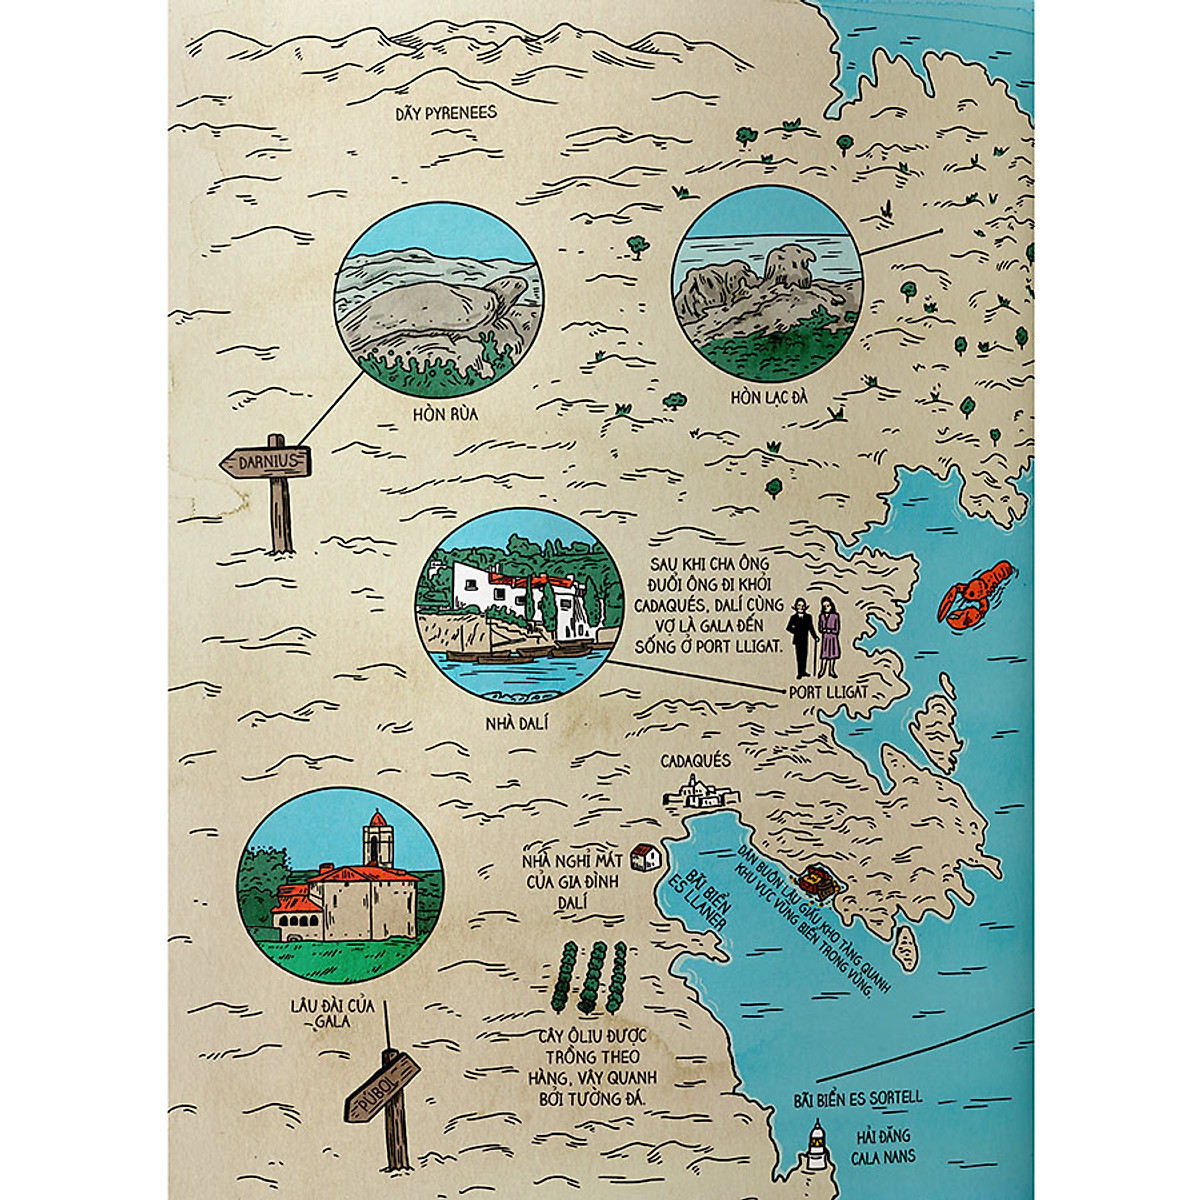 DÃY PYRENEES
HÒN RÙA
HÒN LẠC ĐÀ
DARNIUS
SAU KHI CHA ÔNG
ĐUỔI ÔNG ĐI KHỎI
CADAQUÉS, DALÍ CÙNG
VỢ LÀ GALA ĐẾN
SỐNG Ở PORT LLIGAT.
PORT LLIGAT
NHÀ DALÍ
CADAQUÉS
NHÀ NGHỈ MÁT
CỦA GIA ĐÌNH
DALÍ
BÃI BIỂN
ES LLANER
DÂN BUÔN LẬU GIẤU KHO TÀNG QUANH
KHU VỰC VÙNG BIỂN TRONG VỊNG.
LÂU ĐÀI CỦA
GALA
PÚBOL
CÂY ÔLIU ĐƯỢC
TRỒNG THEO
HÀNG, VÂY QUANH
BỞI TƯỜNG ĐÁ.
BÃI BIỂN ES SORTELL
HẢI ĐĂNG
CALA NANS